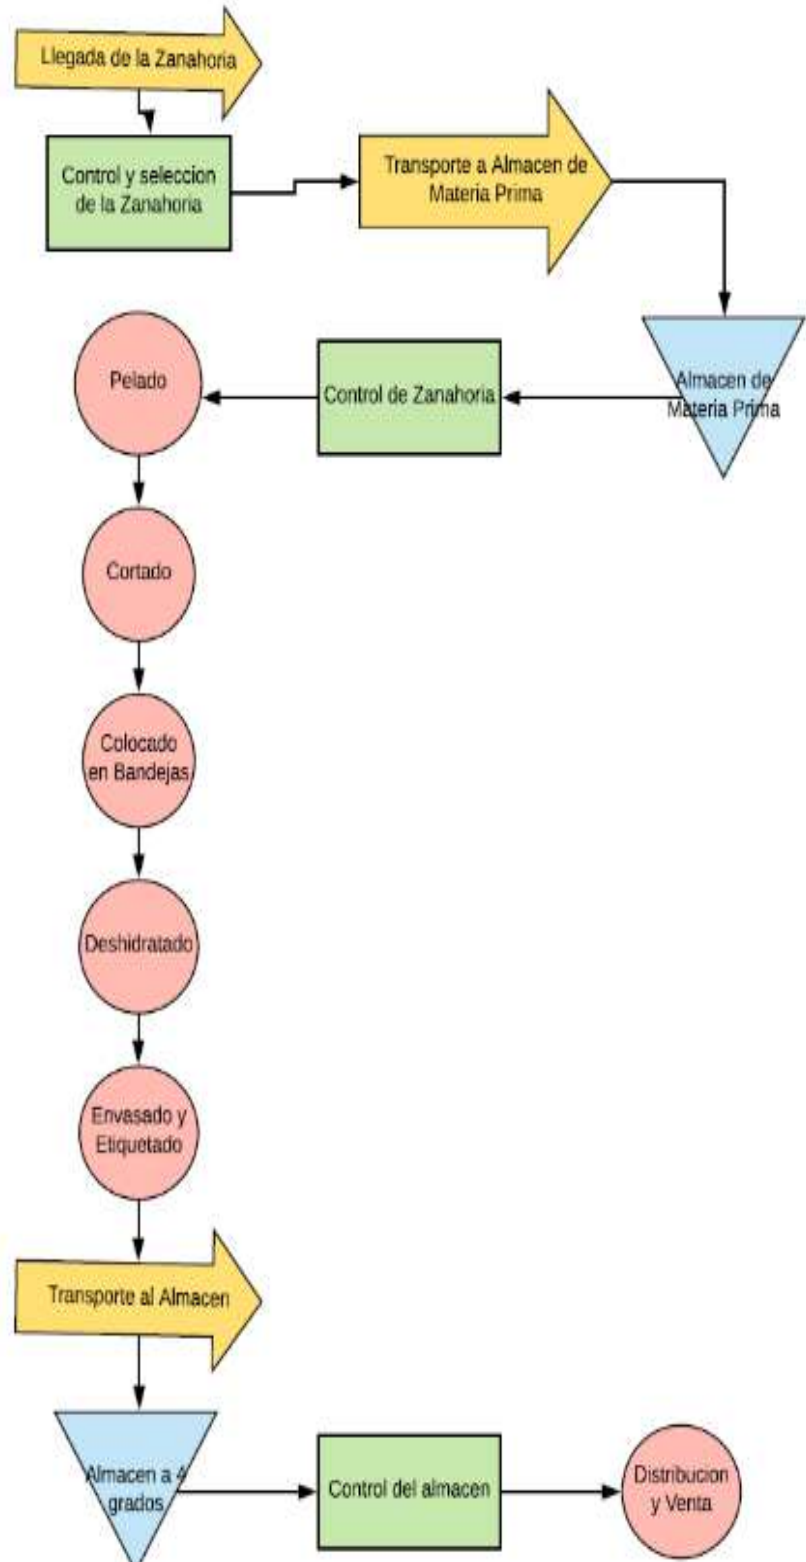 Llegada de la Zanahoria
Control y seleccion
de la Zanahoria
Transporte a Almacen de
Materia Prima
Almacen de
Materia Prima
Control de Zanahoria
Pelado
Cortado
Colocado
en Bandejas
Deshidratado
Envasado y
Etiquetado
Transporte al Almacen
Almacen a 4
grados
Control del almacen
Distribucion
y Venta